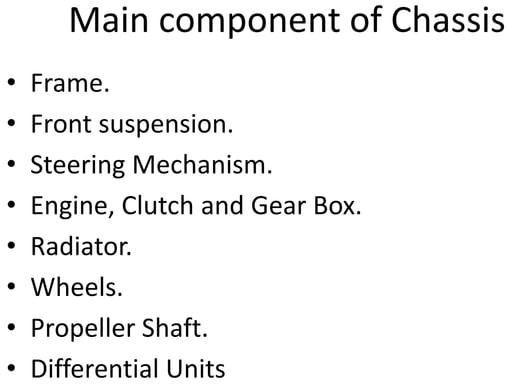 Main component of Chassis
• Frame.
• Front suspension.
• Steering Mechanism.
• Engine, Clutch and Gear Box.
• Radiator.
• Wheels.
• Propeller Shaft.
• Differential Units